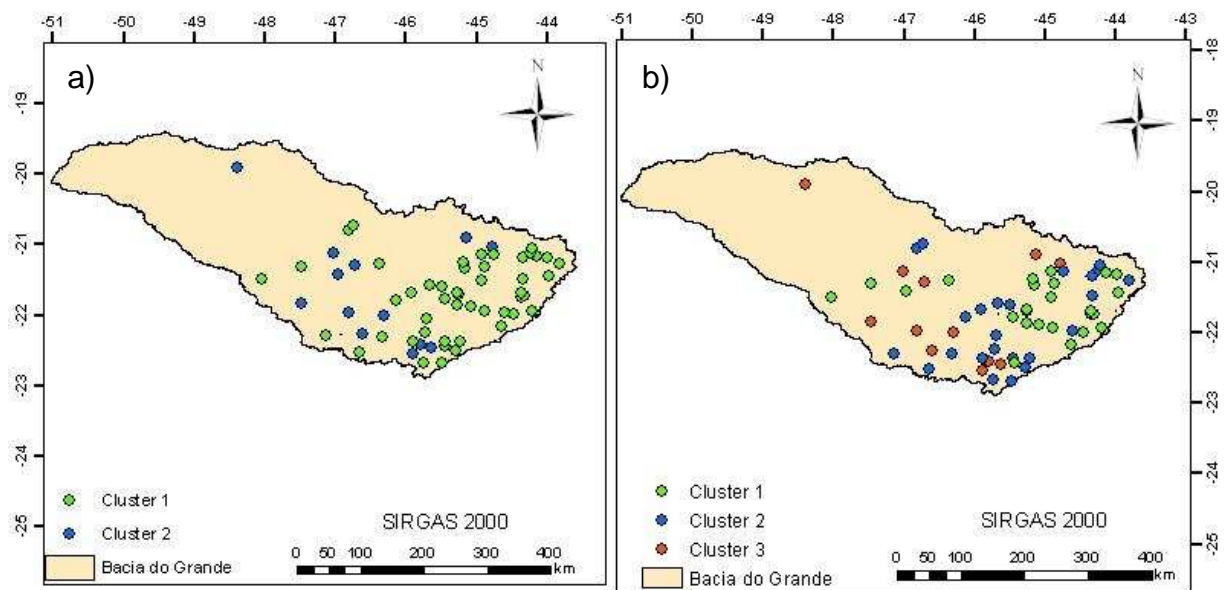 -51 -50 -49 -48 -47 -46 -45 -44
a)
N
-19
-20
-21
-22
-23
-24
-25
Cluster 1
Cluster 2
Bacia do Grande
SIRGAS 2000
0 50 100 200 300 400
km
-51 -50 -49 -48 -47 -46 -45 -44 -43
b)
N
-18
-19
-20
-21
-22
-23
-24
-25
Cluster 1
Cluster 2
Cluster 3
Bacia do Grande
SIRGAS 2000
0 50 100 200 300 400
km